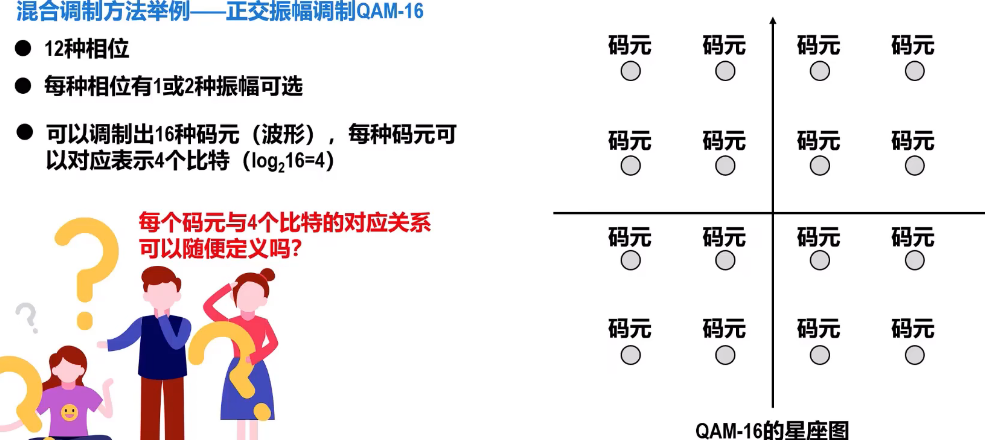 混合调制方法举例——正交振幅调制QAM-16
● 12种相位
● 每种相位有1或2种振幅可选
● 可以调制出16种码元（波形），每种码元可
以对应表示4个比特（log₂16=4）
每个码元与4个比特的对应关系
可以随便定义吗？
码元 码元 码元 码元
码元 码元 码元 码元
码元 码元 码元 码元
码元 码元 码元 码元
QAM-16的星座图